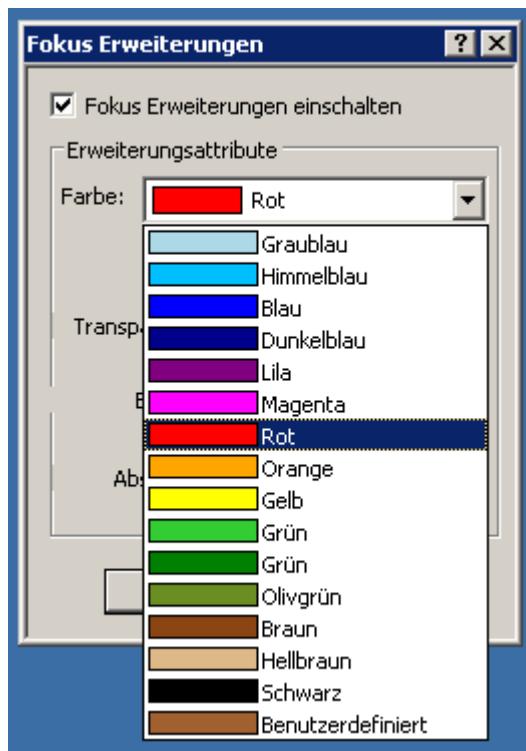 Fokus Erweiterungen
Fokus Erweiterungen einschalten
Erweiterungsattribute
Farbe: Rot
Graublau
Himmelblau
Blau
Dunkelblau
Lila
Magenta
Rot
Orange
Gelb
Grün
Grün
Olivgrün
Braun
Hellbraun
Schwarz
Benutzerdefiniert